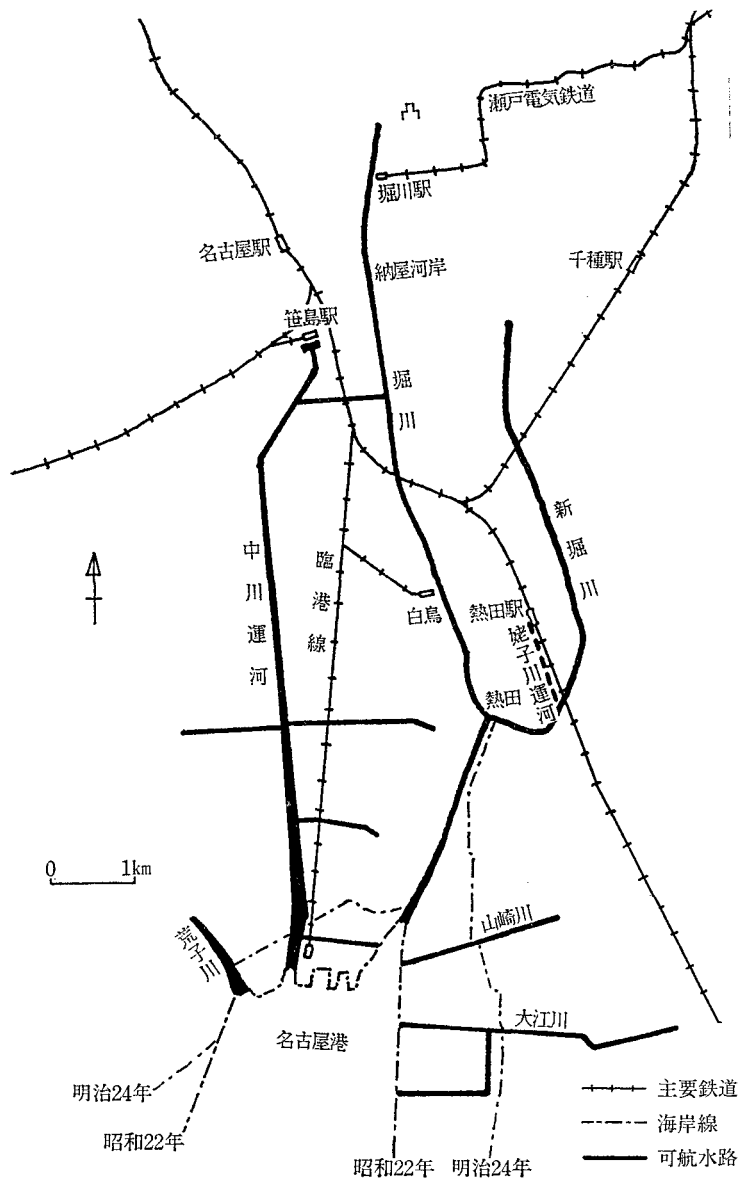 瀬戸電気鉄道
堀川駅
名古屋駅
納屋河岸
千種駅
笹島駅
堀川
新堀川
中川運河
臨港線
白鳥
熱田駅
姥子川運河
熱田
0 1km
山崎川
荒子川
大江川
名古屋港
明治24年
昭和22年
昭和22年 明治24年
主要鉄道
海岸線
可航水路